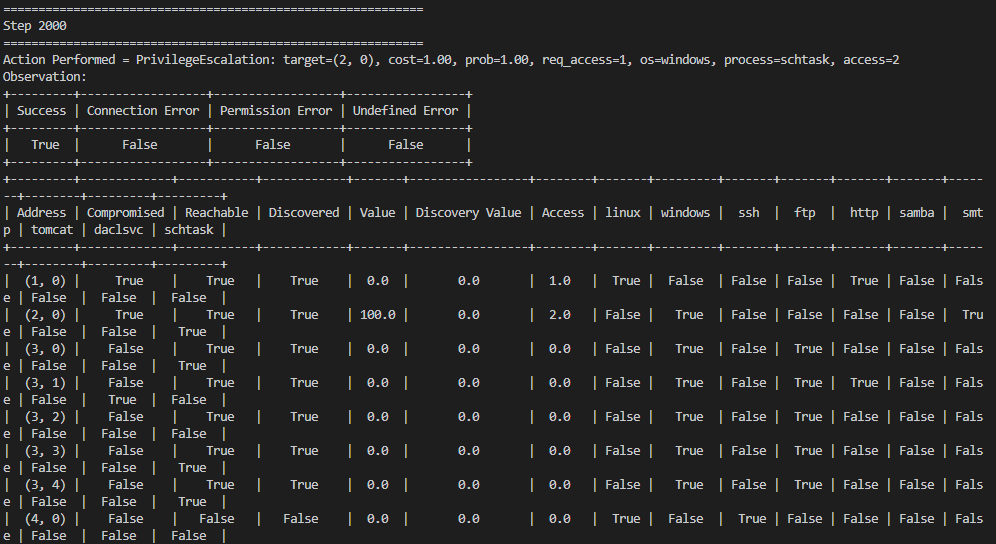 ============================================================
Step 2000
============================================================
Action Performed = PrivilegeEscalation: target=(2, 0), cost=1.00, prob=1.00, req_access=1, os=windows, process=schtask, access=2
Observation:
+---------+------------------+------------------+-----------------+
| Success | Connection Error | Permission Error | Undefined Error |
+---------+------------------+------------------+-----------------+
|   True  |      False       |      False       |      False      |
+---------+------------------+------------------+-----------------+
+---------+-------------+-----------+------------+-------+-----------------+--------+-------+---------+-------+-------+-------+-------+-----
--+--------+----------+---------+
| Address | Compromised | Reachable | Discovered | Value | Discovery Value | Access | linux | windows |  ssh  |  ftp  |  http | samba |  smt
p | tomcat | daclsvc | schtask |
+---------+-------------+-----------+------------+-------+-----------------+--------+-------+---------+-------+-------+-------+-------+-----
--+--------+----------+---------+
|  (1, 0) |     True    |    True   |    True    |  0.0  |       0.0       |  1.0   |  True |  False  | False | False |  True | False | Fals
e | False  |  False  |  False  |
|  (2, 0) |     True    |    True   |    True    | 100.0 |       0.0       |  2.0   | False |   True  | False | False | False | False |  Tru
e | False  |  False  |   True  |
|  (3, 0) |    False    |    True   |    True    |  0.0  |       0.0       |  0.0   | False |   True  | False |  True | False | False | Fals
e | False  |  False  |   True  |
|  (3, 1) |    False    |    True   |    True    |  0.0  |       0.0       |  0.0   | False |   True  | False |  True |  True | False | Fals
e | False  |   True  |  False  |
|  (3, 2) |    False    |    True   |    True    |  0.0  |       0.0       |  0.0   | False |   True  | False |  True | False | False | Fals
e | False  |  False  |  False  |
|  (3, 3) |    False    |    True   |    True    |  0.0  |       0.0       |  0.0   | False |   True  | False |  True | False | False | Fals
e | False  |  False  |   True  |
|  (3, 4) |    False    |    True   |    True    |  0.0  |       0.0       |  0.0   | False |   True  | False |  True | False | False | Fals
e | False  |  False  |   True  |
|  (4, 0) |    False    |   False   |   False    |  0.0  |       0.0       |  0.0   |  True |  False  |  True | False | False | False | Fals
e | False  |  False  |  False  |